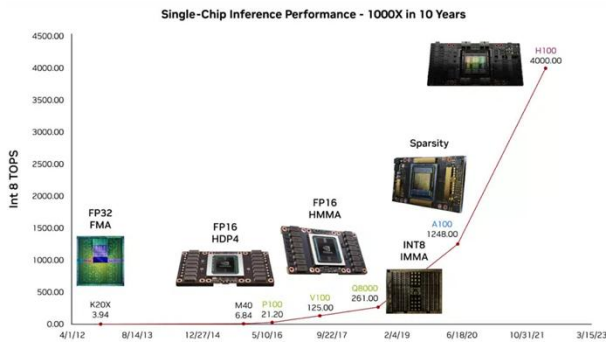 Single-Chip Inference Performance - 1000X in 10 Years
Int 8 TOPS
4500.00
4000.00
3500.00
3000.00
2500.00
2000.00
1500.00
1000.00
500.00
0.00
FP32
FMA
K20X
3.94
FP16
HDP4
M40
6.84
P100
21.20
FP16
HMMA
V100
125.00
Q8000
261.00
INT8
IMMA
Sparsity
A100
1248.00
H100
4000.00
4/1/12
8/14/13
12/27/14
5/10/16
9/22/17
2/4/19
6/18/20
10/31/21
3/15/23